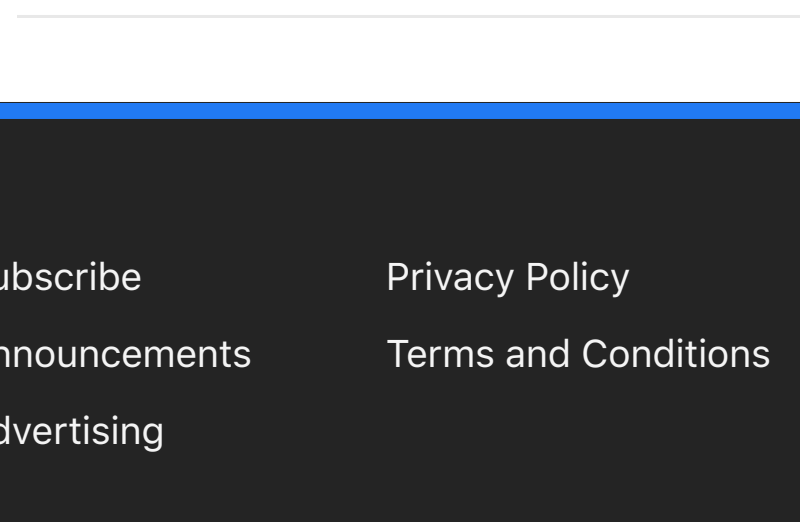 ubscribe
nnouncements
dvertising
Privacy Policy
Terms and Conditions